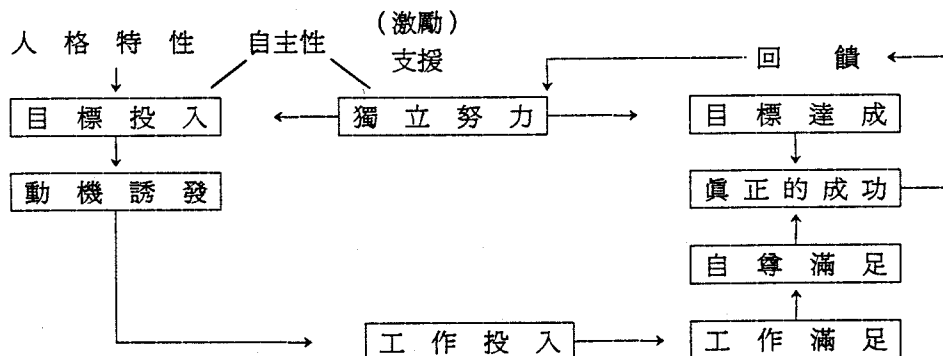 (激勵)
人格特性 自主性 支援 回饋
目標投入 獨立努力 目標達成
動機誘發 眞正的成功
自尊滿足
工作投入 工作滿足